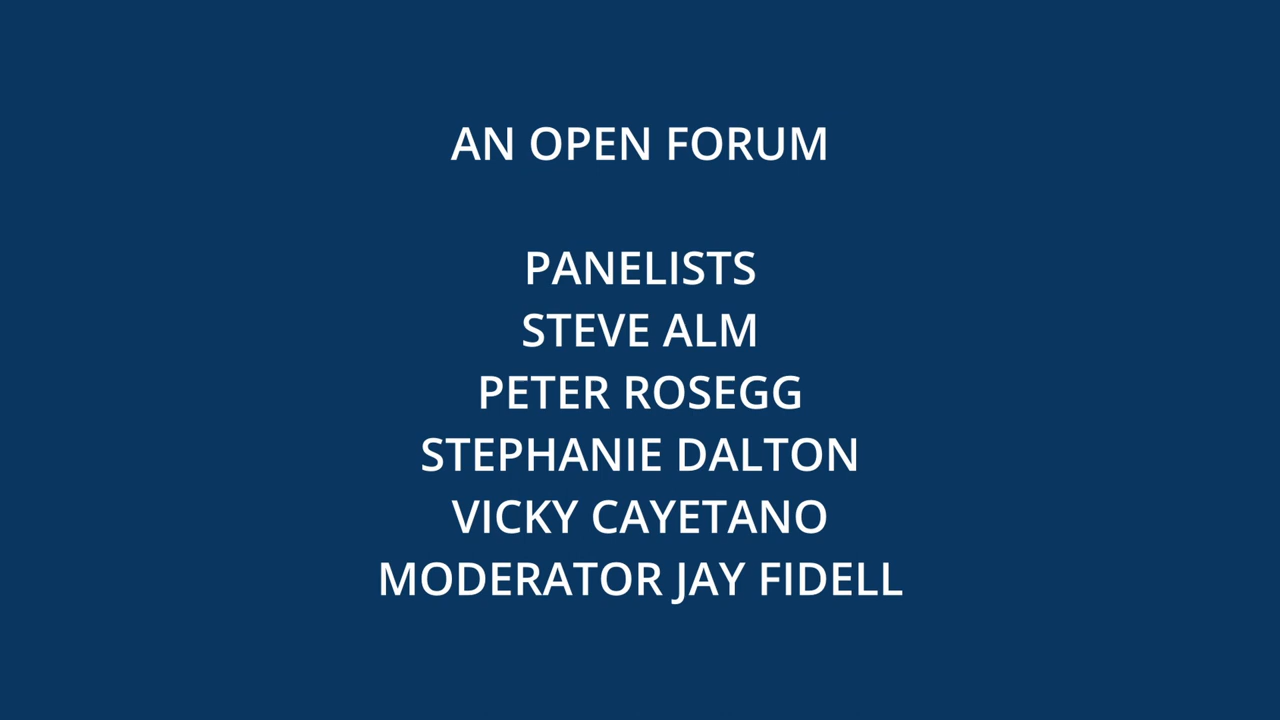 AN OPEN FORUM
PANELISTS
STEVE ALM
PETER ROSEGG
STEPHANIE DALTON
VICKY CAYETANO
MODERATOR JAY FIDELL